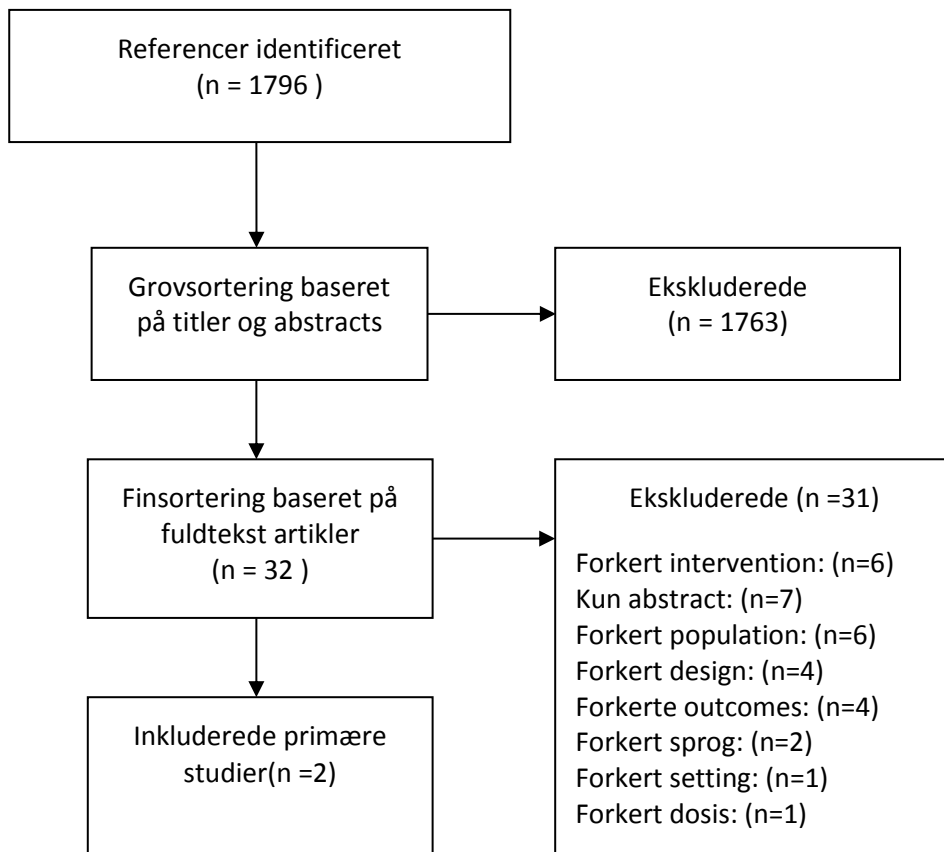 Referencer identificeret
(n = 1796 )
Grovsortering baseret
på titler og abstracts
Ekskluderede
(n = 1763)
Finsortering baseret på
fuldtekst artikler
(n = 32 )
Ekskluderede (n =31)
Forkert intervention: (n=6)
Kun abstract: (n=7)
Forkert population: (n=6)
Forkert design: (n=4)
Forkerte outcomes: (n=4)
Forkert sprog: (n=2)
Forkert setting: (n=1)
Forkert dosis: (n=1)
Inkluderede primære
studier(n =2)